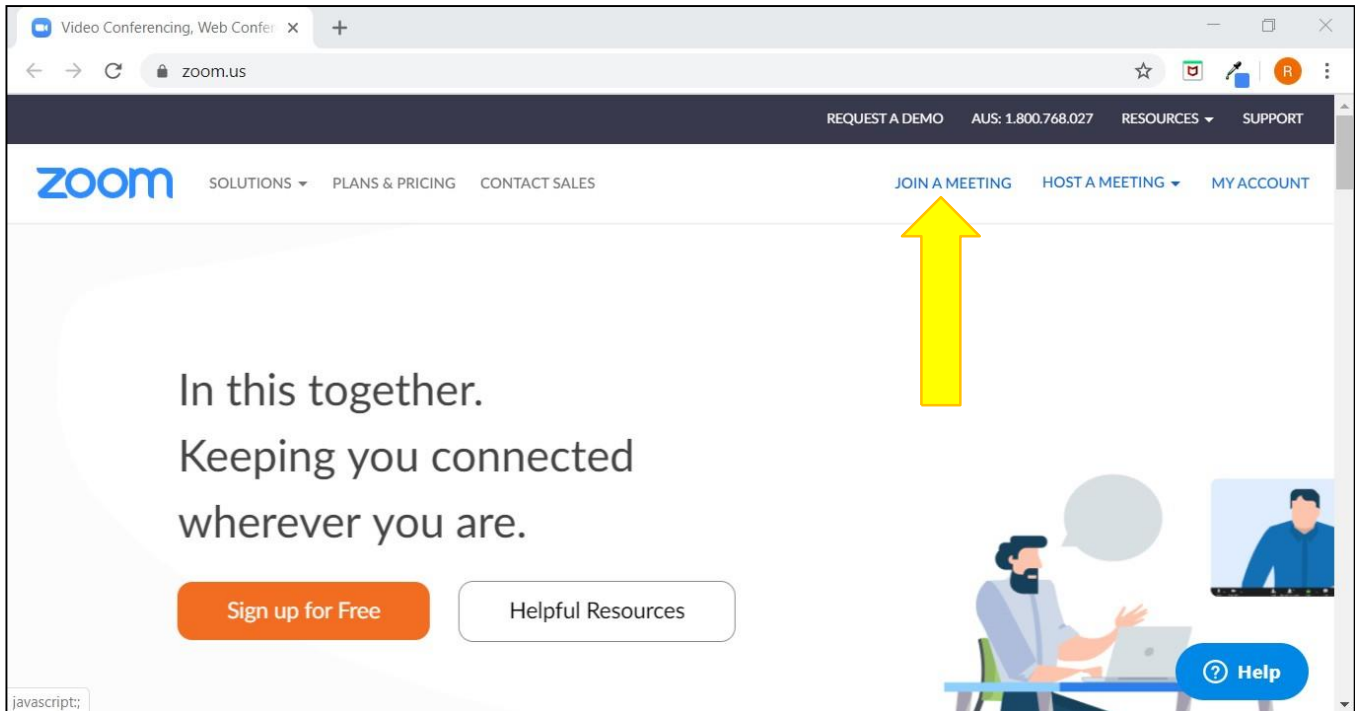 Video Conferencing, Web Confer
zoom.us
R
REQUEST A DEMO AUS: 1.800.768.027 RESOURCES SUPPORT
zoom SOLUTIONS PLANS & PRICING CONTACT SALES JOIN A MEETING HOST A MEETING MY ACCOUNT
In this together.
Keeping you connected
wherever you are.
Sign up for Free Helpful Resources
? Help
javascript:;